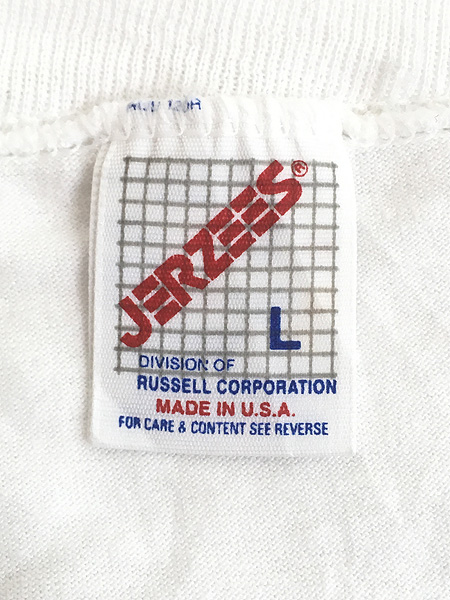 JERZEES®
L
DIVISION OF
RUSSELL CORPORATION
MADE IN U.S.A.
FOR CARE & CONTENT SEE REVERSE